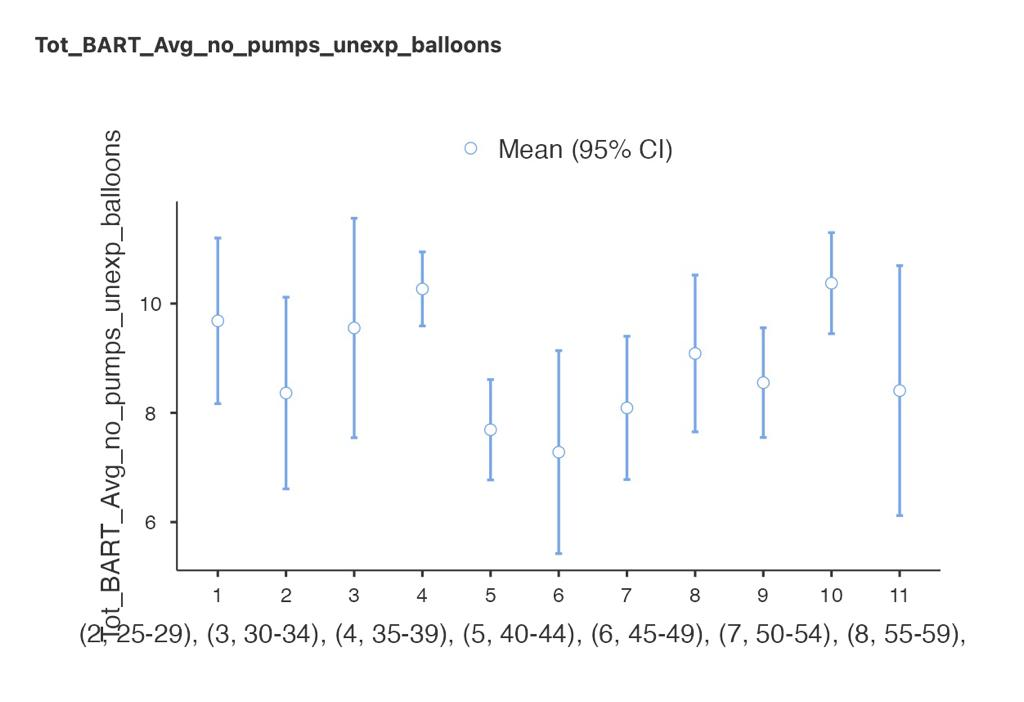 Tot_BART_Avg_no_pumps_unexp_balloons
Mean (95% CI)
Tot_BART_Avg_no_pumps_unexp_balloons
10
8
6
1 2 3 4 5 6 7 8 9 10 11
(2, 25-29), (3, 30-34), (4, 35-39), (5, 40-44), (6, 45-49), (7, 50-54), (8, 55-59),